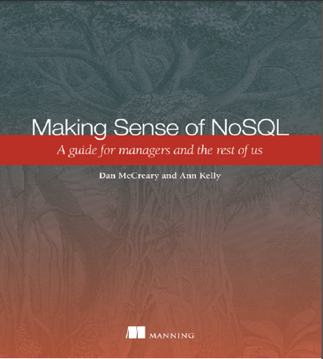 Making Sense of NoSQL
A guide for managers and the rest of us
Dan McCreary and Ann Kelly
MANNING